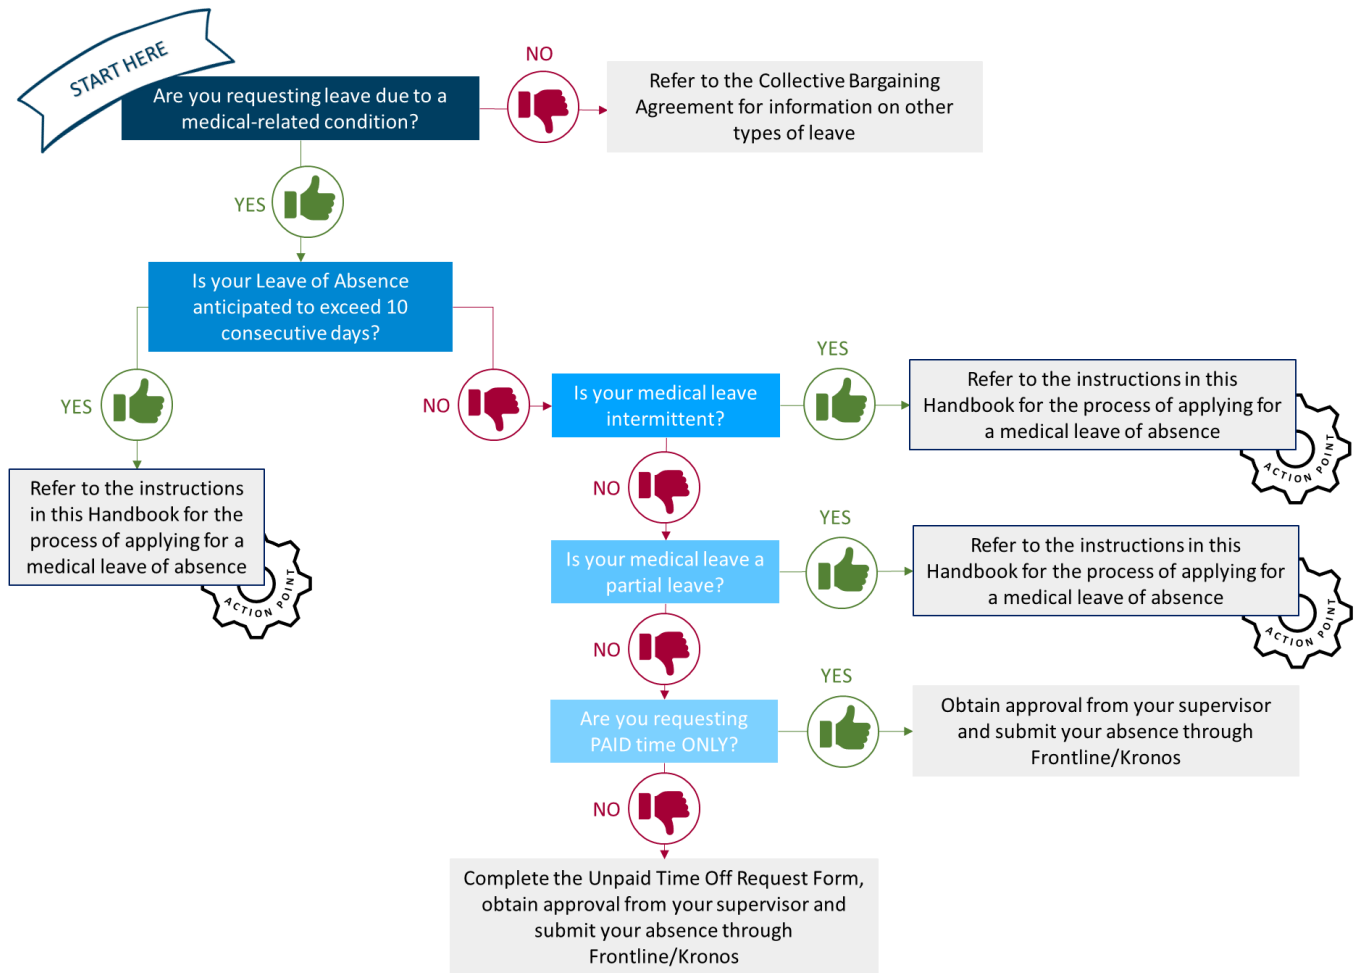 START HERE
Are you requesting leave due to a
medical-related condition?
NO
Refer to the Collective Bargaining
Agreement for information on other
types of leave
YES
Is your Leave of Absence
anticipated to exceed 10
consecutive days?
YES
Refer to the instructions
in this Handbook for the
process of applying for a
medical leave of absence
ACTION POINT
NO
Is your medical leave
intermittent?
YES
Refer to the instructions in this
Handbook for the process of applying for
a medical leave of absence
ACTION POINT
NO
Is your medical leave a
partial leave?
YES
Refer to the instructions in this
Handbook for the process of applying for
a medical leave of absence
ACTION POINT
NO
Are you requesting
PAID time ONLY?
YES
Obtain approval from your supervisor
and submit your absence through
Frontline/Kronos
NO
Complete the Unpaid Time Off Request Form,
obtain approval from your supervisor and
submit your absence through
Frontline/Kronos